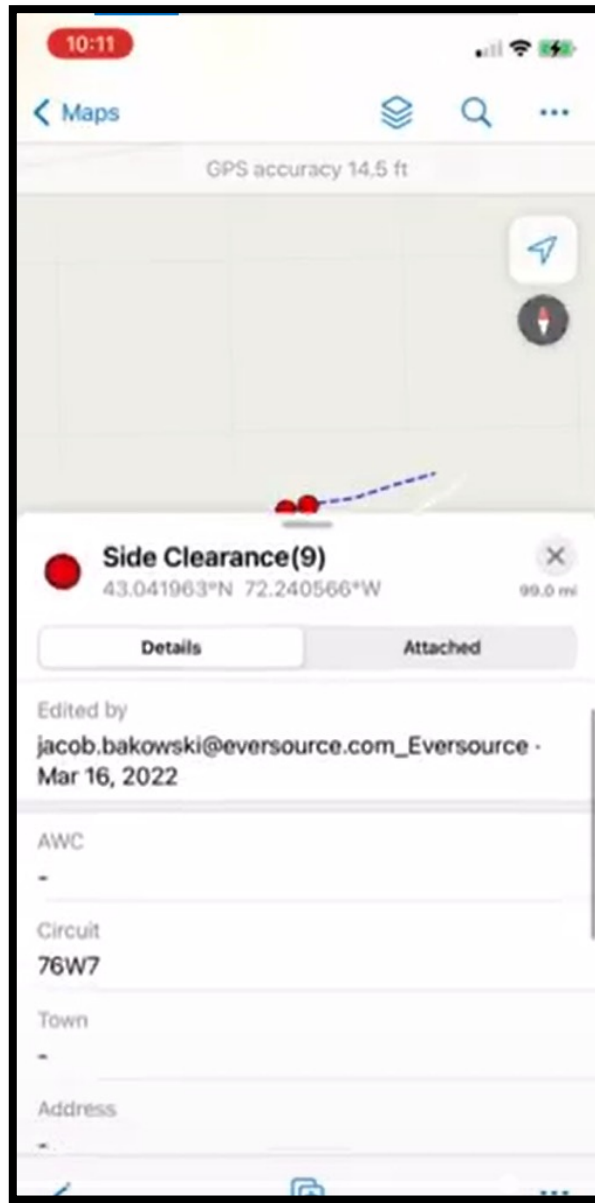 10:11
Maps
GPS accuracy 14.5 ft
Side Clearance(9)
43.041963°N 72.240566°W
99.0 mi
Details
Attached
Edited by
jacob.bakowski@eversource.com_Eversource -
Mar 16, 2022
AWC
-
Circuit
76W7
Town
-
Address
-